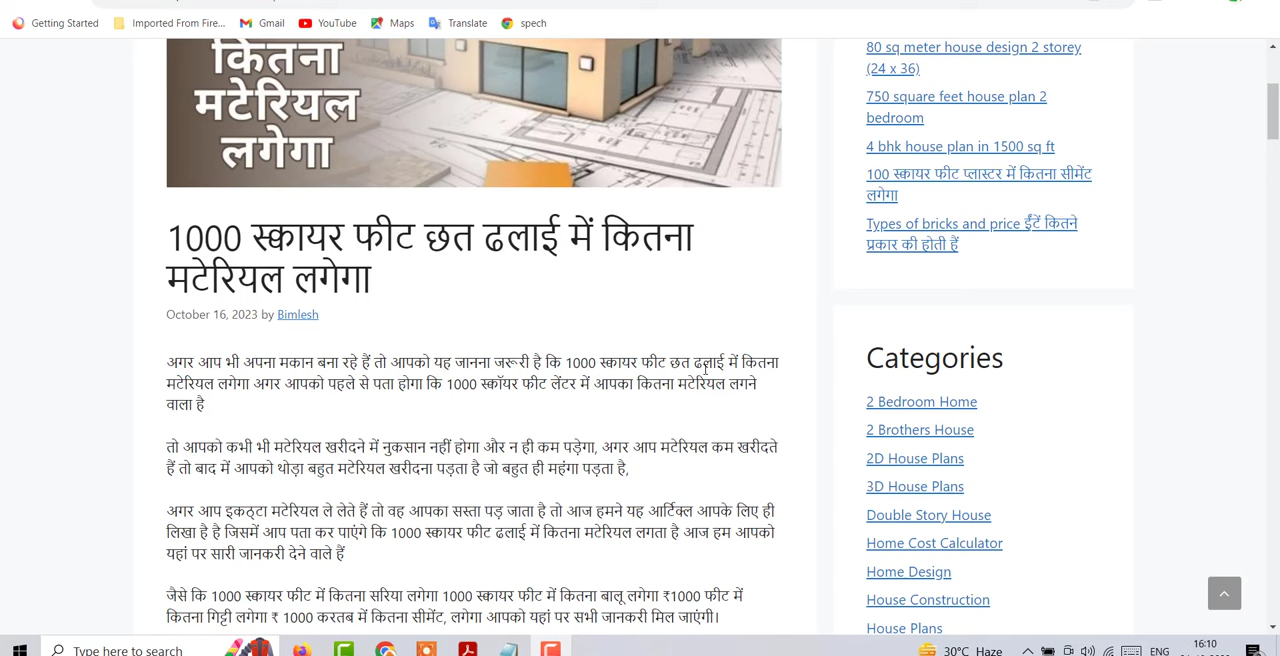 Getting Started
Imported From Fire...
Gmail
YouTube
Maps
Translate
spech
कितना
मटेरियल
लगेगा
1000 स्कायर फीट छत ढलाई में कितना
मटेरियल लगेगा
October 16, 2023 by Bimlesh
अगर आप भी अपना मकान बना रहे हैं तो आपको यह जानना जरूरी है कि 1000 स्कायर फीट छत ढलाई में कितना
मटेरियल लगेगा अगर आपको पहले से पता होगा कि 1000 स्कॉयर फीट लेंटर में आपका कितना मटेरियल लगने
वाला है
तो आपको कभी भी मटेरियल खरीदने में नुकसान नहीं होगा और न ही कम पड़ेगा, अगर आप मटेरियल कम खरीदते
हैं तो बाद में आपको थोड़ा बहुत मटेरियल खरीदना पड़ता है जो बहुत ही महंगा पड़ता है,
अगर आप इकठ्टा मटेरियल ले लेते हैं तो वह आपका सस्ता पड़ जाता है तो आज हमने यह आर्टिकल आपके लिए ही
लिखा है है जिसमें आप पता कर पाएंगे कि 1000 स्कायर फीट ढलाई में कितना मटेरियल लगता है आज हम आपको
यहां पर सारी जानकरी देने वाले हैं
जैसे कि 1000 स्कायर फीट में कितना सरिया लगेगा 1000 स्कायर फीट में कितना बालू लगेगा ₹1000 फीट में
कितना गिट्टी लगेगा ₹ 1000 करतब में कितना सीमेंट, लगेगा आपको यहां पर सभी जानकरी मिल जाएंगी।
80 sq meter house design 2 storey
(24 x 36)
750 square feet house plan 2
bedroom
4 bhk house plan in 1500 sq ft
100 स्कायर फीट प्लास्टर में कितना सीमेंट
लगेगा
Types of bricks and price ईंटें कितने
प्रकार की होती हैं
Categories
2 Bedroom Home
2 Brothers House
2D House Plans
3D House Plans
Double Story House
Home Cost Calculator
Home Design
House Construction
House Plans
Type here to search
30°C Haze
ENG
16:10